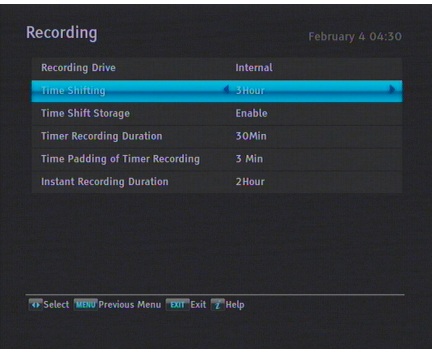 Recording
February 4 04:30
Recording Drive Internal
Time Shifting 3Hour
Time Shift Storage Enable
Timer Recording Duration 30Min
Time Padding of Timer Recording 3 Min
Instant Recording Duration 2Hour
Select MENU Previous Menu EXIT Exit i Help